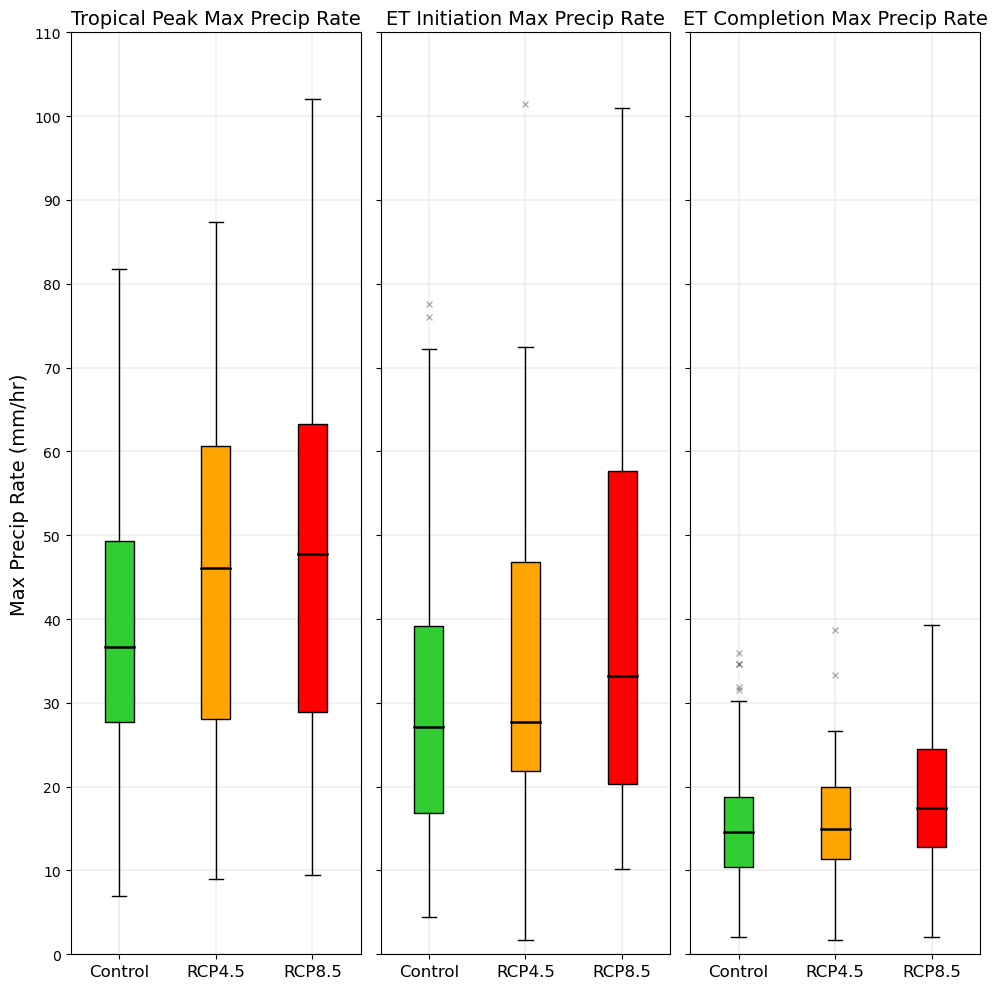 Tropical Peak Max Precip Rate
ET Initiation Max Precip Rate
ET Completion Max Precip Rate
Max Precip Rate (mm/hr)
110
100
90
80
70
60
50
40
30
20
10
0
Control RCP4.5 RCP8.5
Control RCP4.5 RCP8.5
Control RCP4.5 RCP8.5